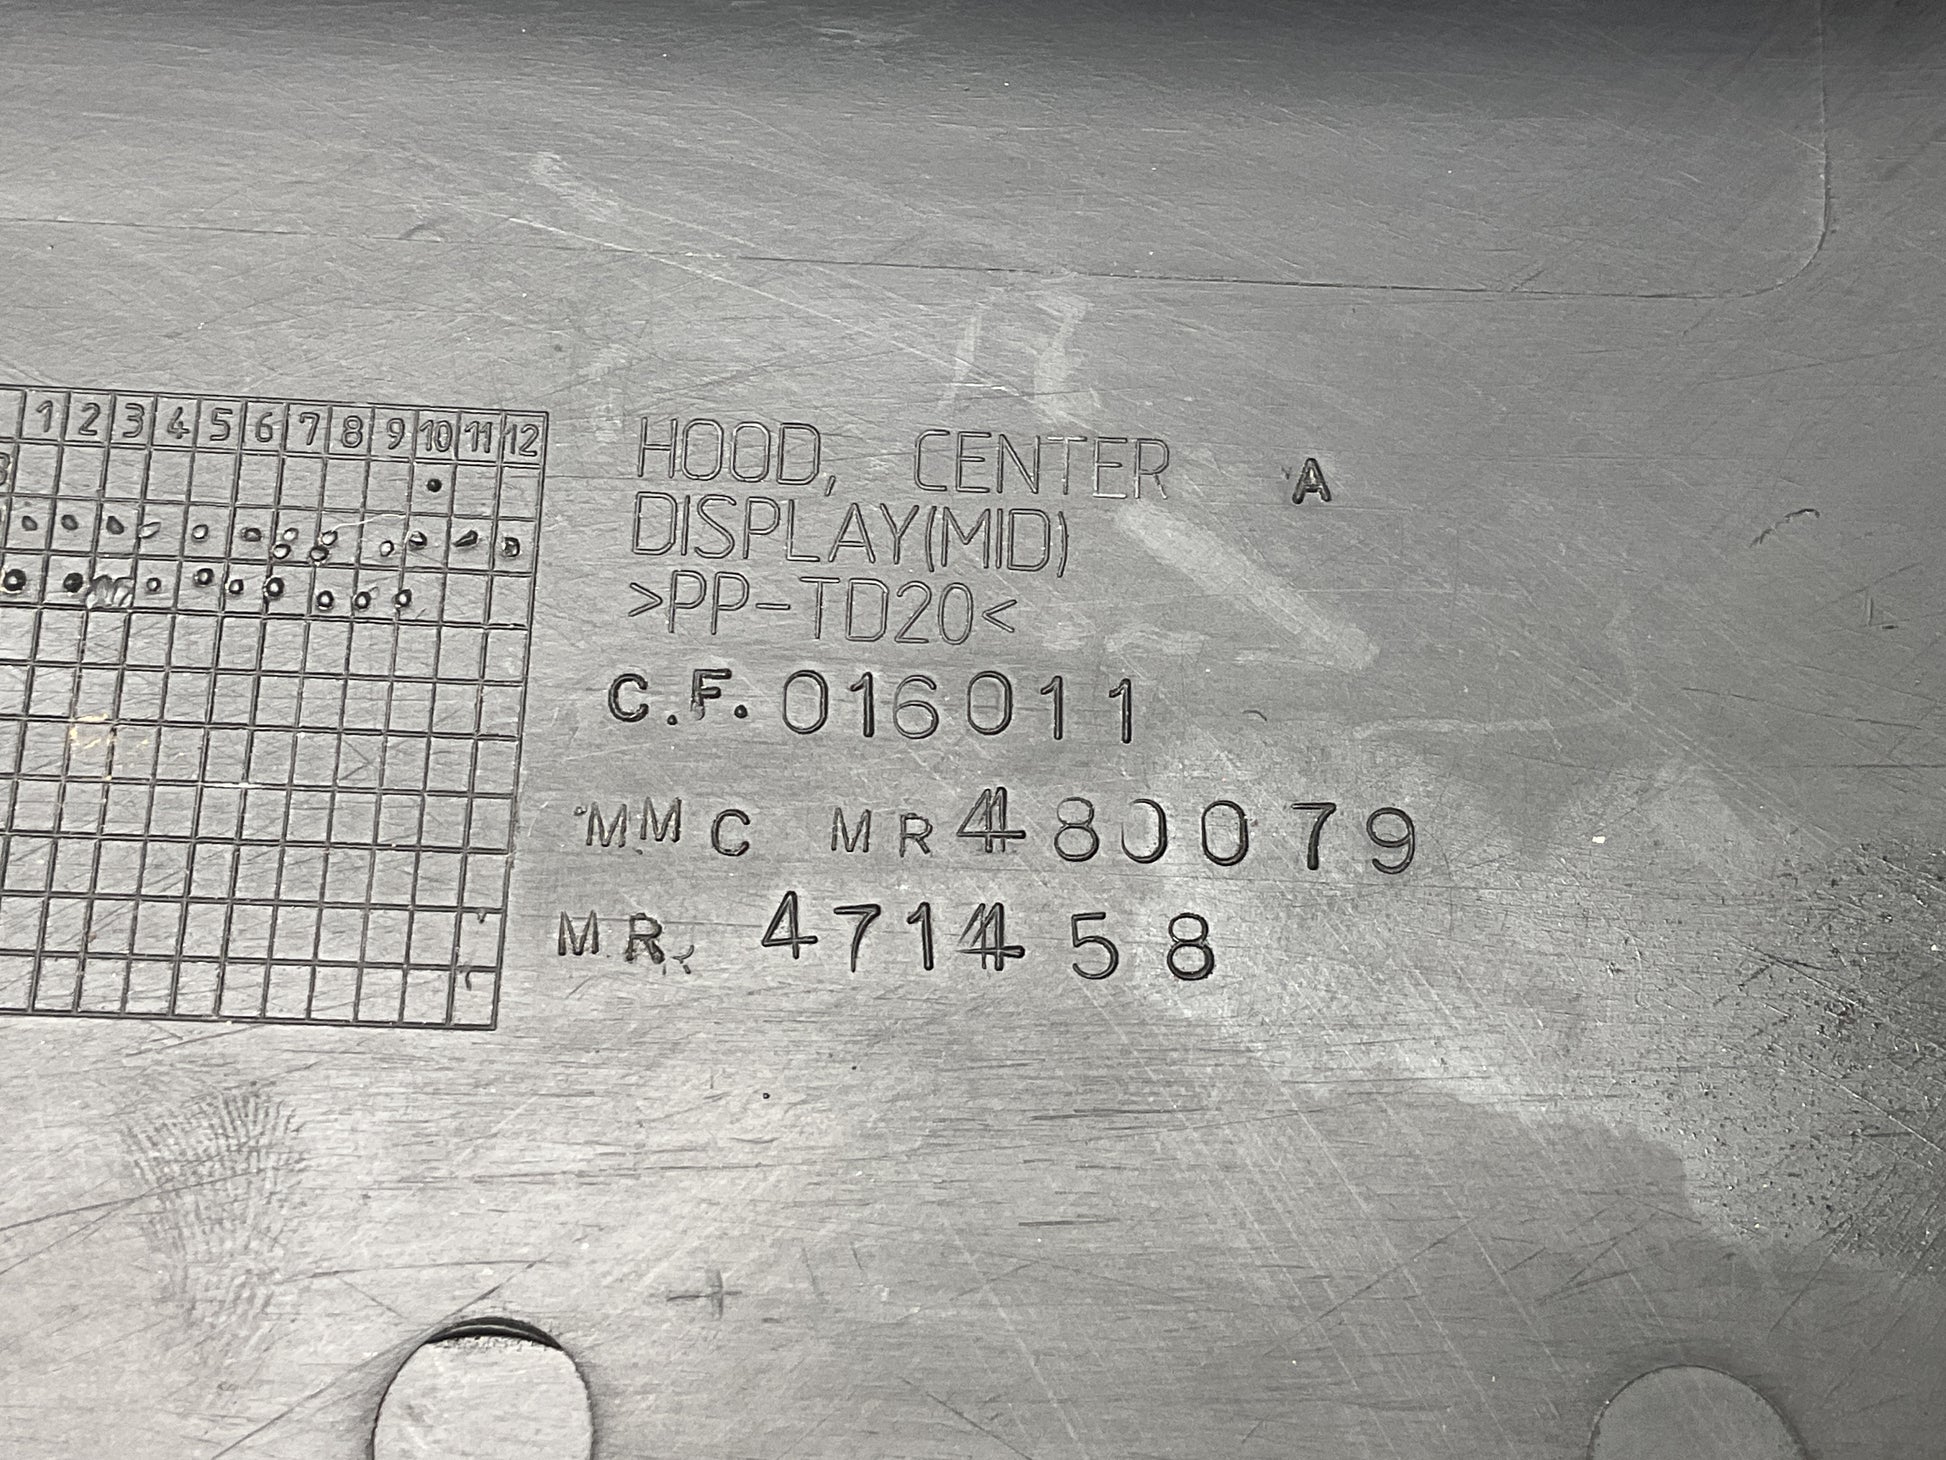 1 2 3 4 5 6 7 8 9 10 11 12
HOOD, CENTER A
DISPLAY(MID)
>PP-TD20<
C.F. 016011
MMC MR480079
MR 471458